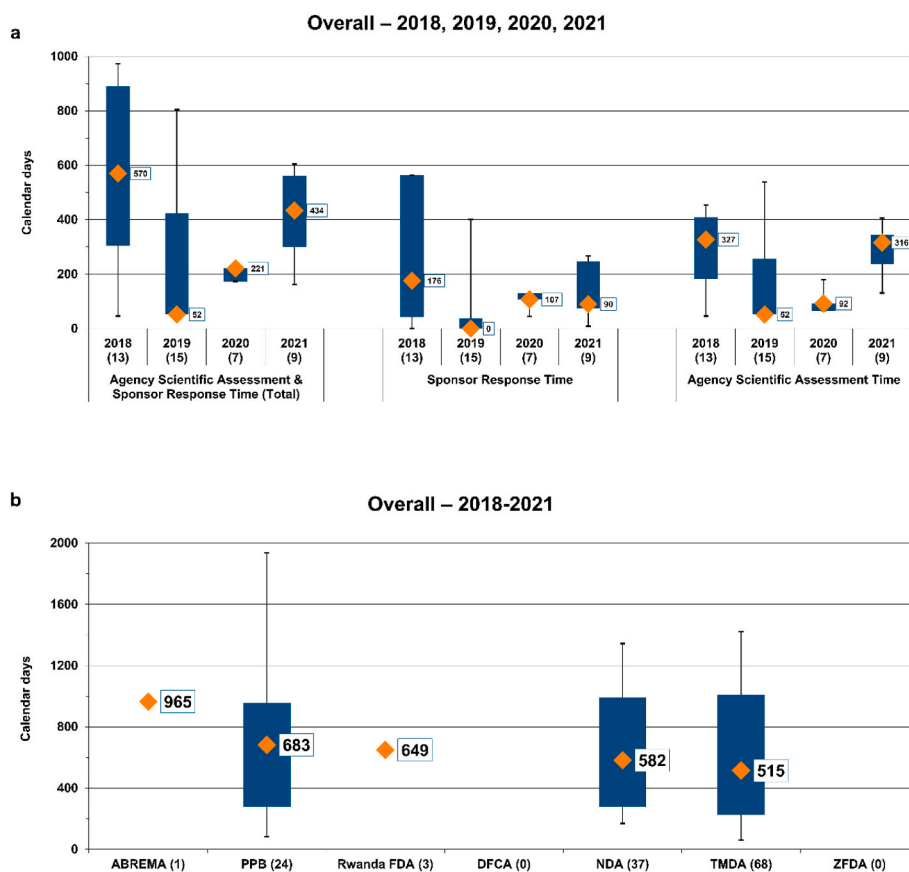 a
Overall – 2018, 2019, 2020, 2021
Calendar days
1000
800
600
400
200
0
570
52
221
434
176
0
107
90
327
52
92
316
2018 2019 2020 2021 2018 2019 2020 2021 2018 2019 2020 2021
(13) (15) (7) (9) (13) (15) (7) (9) (13) (15) (7) (9)
Agency Scientific Assessment & Sponsor Response Time Agency Scientific Assessment Time
Sponsor Response Time (Total)
b
Overall – 2018-2021
Calendar days
2000
1600
1200
800
400
0
965
683
649
582
515
ABREMA (1) PPB (24) Rwanda FDA (3) DFCA (0) NDA (37) TMDA (68) ZFDA (0)